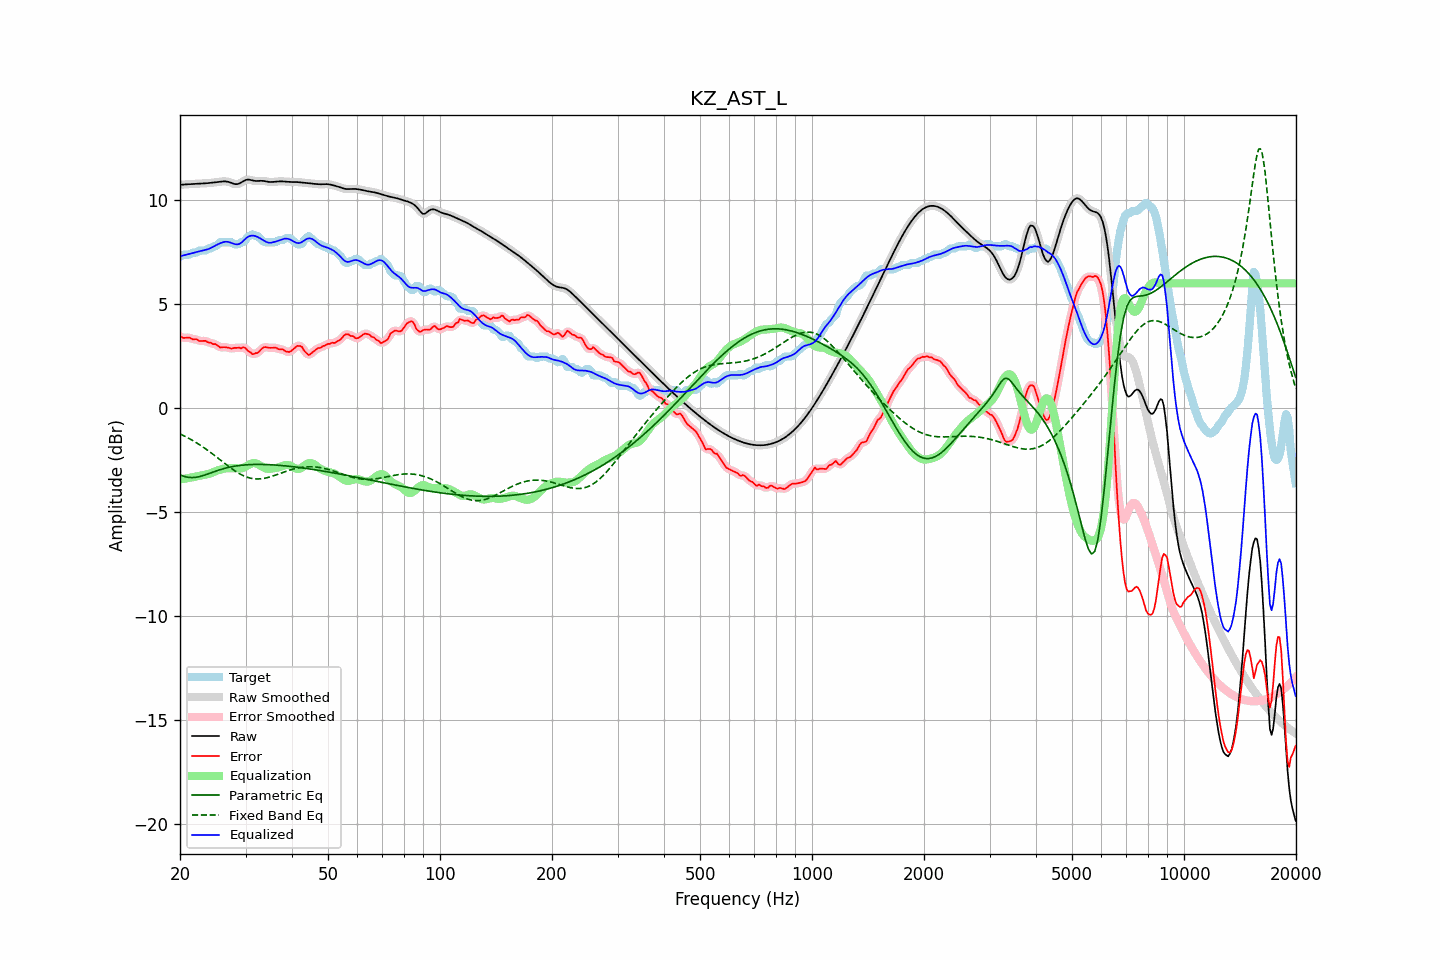 KZ_AST_L
Amplitude (dBr)
10
5
0
−5
−10
−15
−20
Target
Raw Smoothed
Error Smoothed
Raw
Error
Equalization
Parametric Eq
Fixed Band Eq
Equalized
20 50 100 200 500 1000 2000 5000 10000 20000
Frequency (Hz)